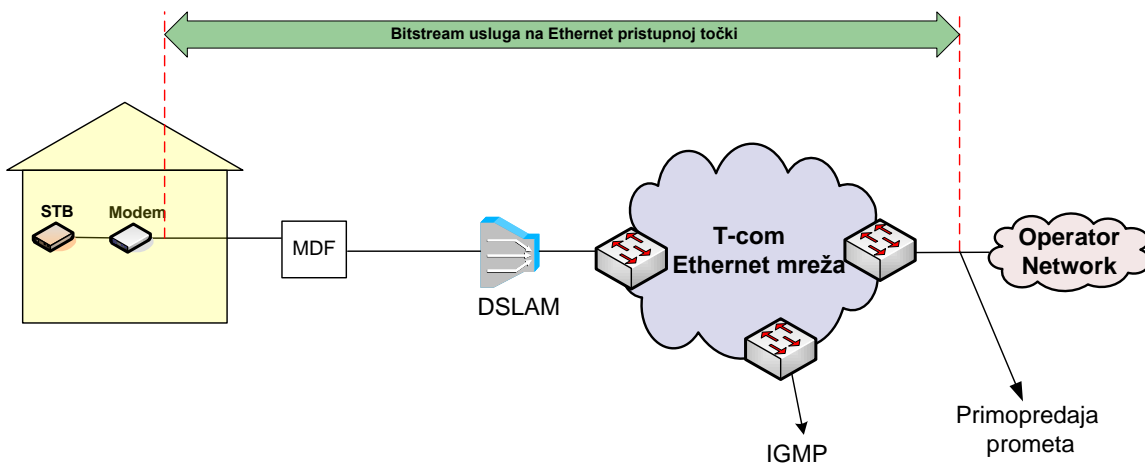 Bitstream usluga na Ethernet pristupnoj točki
STB
Modem
MDF
DSLAM
T-com
Ethernet mreža
Operator
Network
IGMP
Primopredaja
prometa